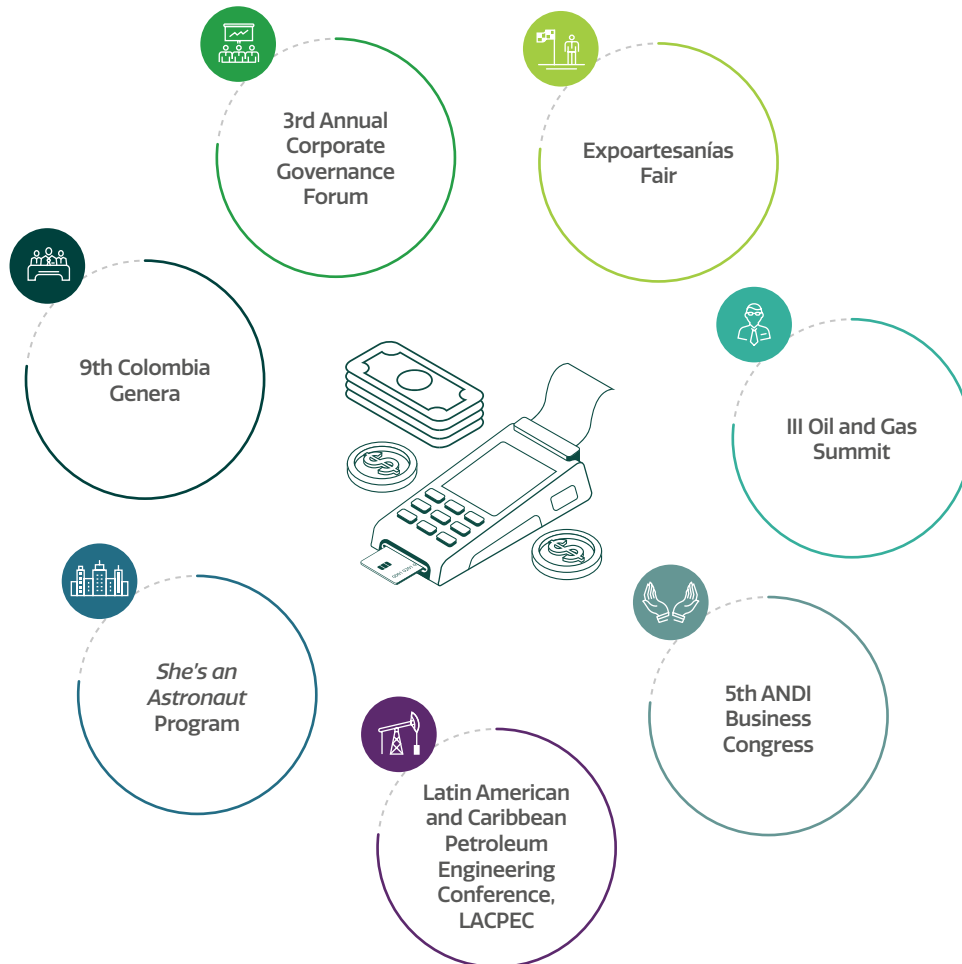 3rd Annual
Corporate
Governance
Forum
Expoartesanías
Fair
9th Colombia
Genera
III Oil and Gas
Summit
She's an
Astronaut
Program
5th ANDI
Business
Congress
Latin American
and Caribbean
Petroleum
Engineering
Conference,
LACPEC